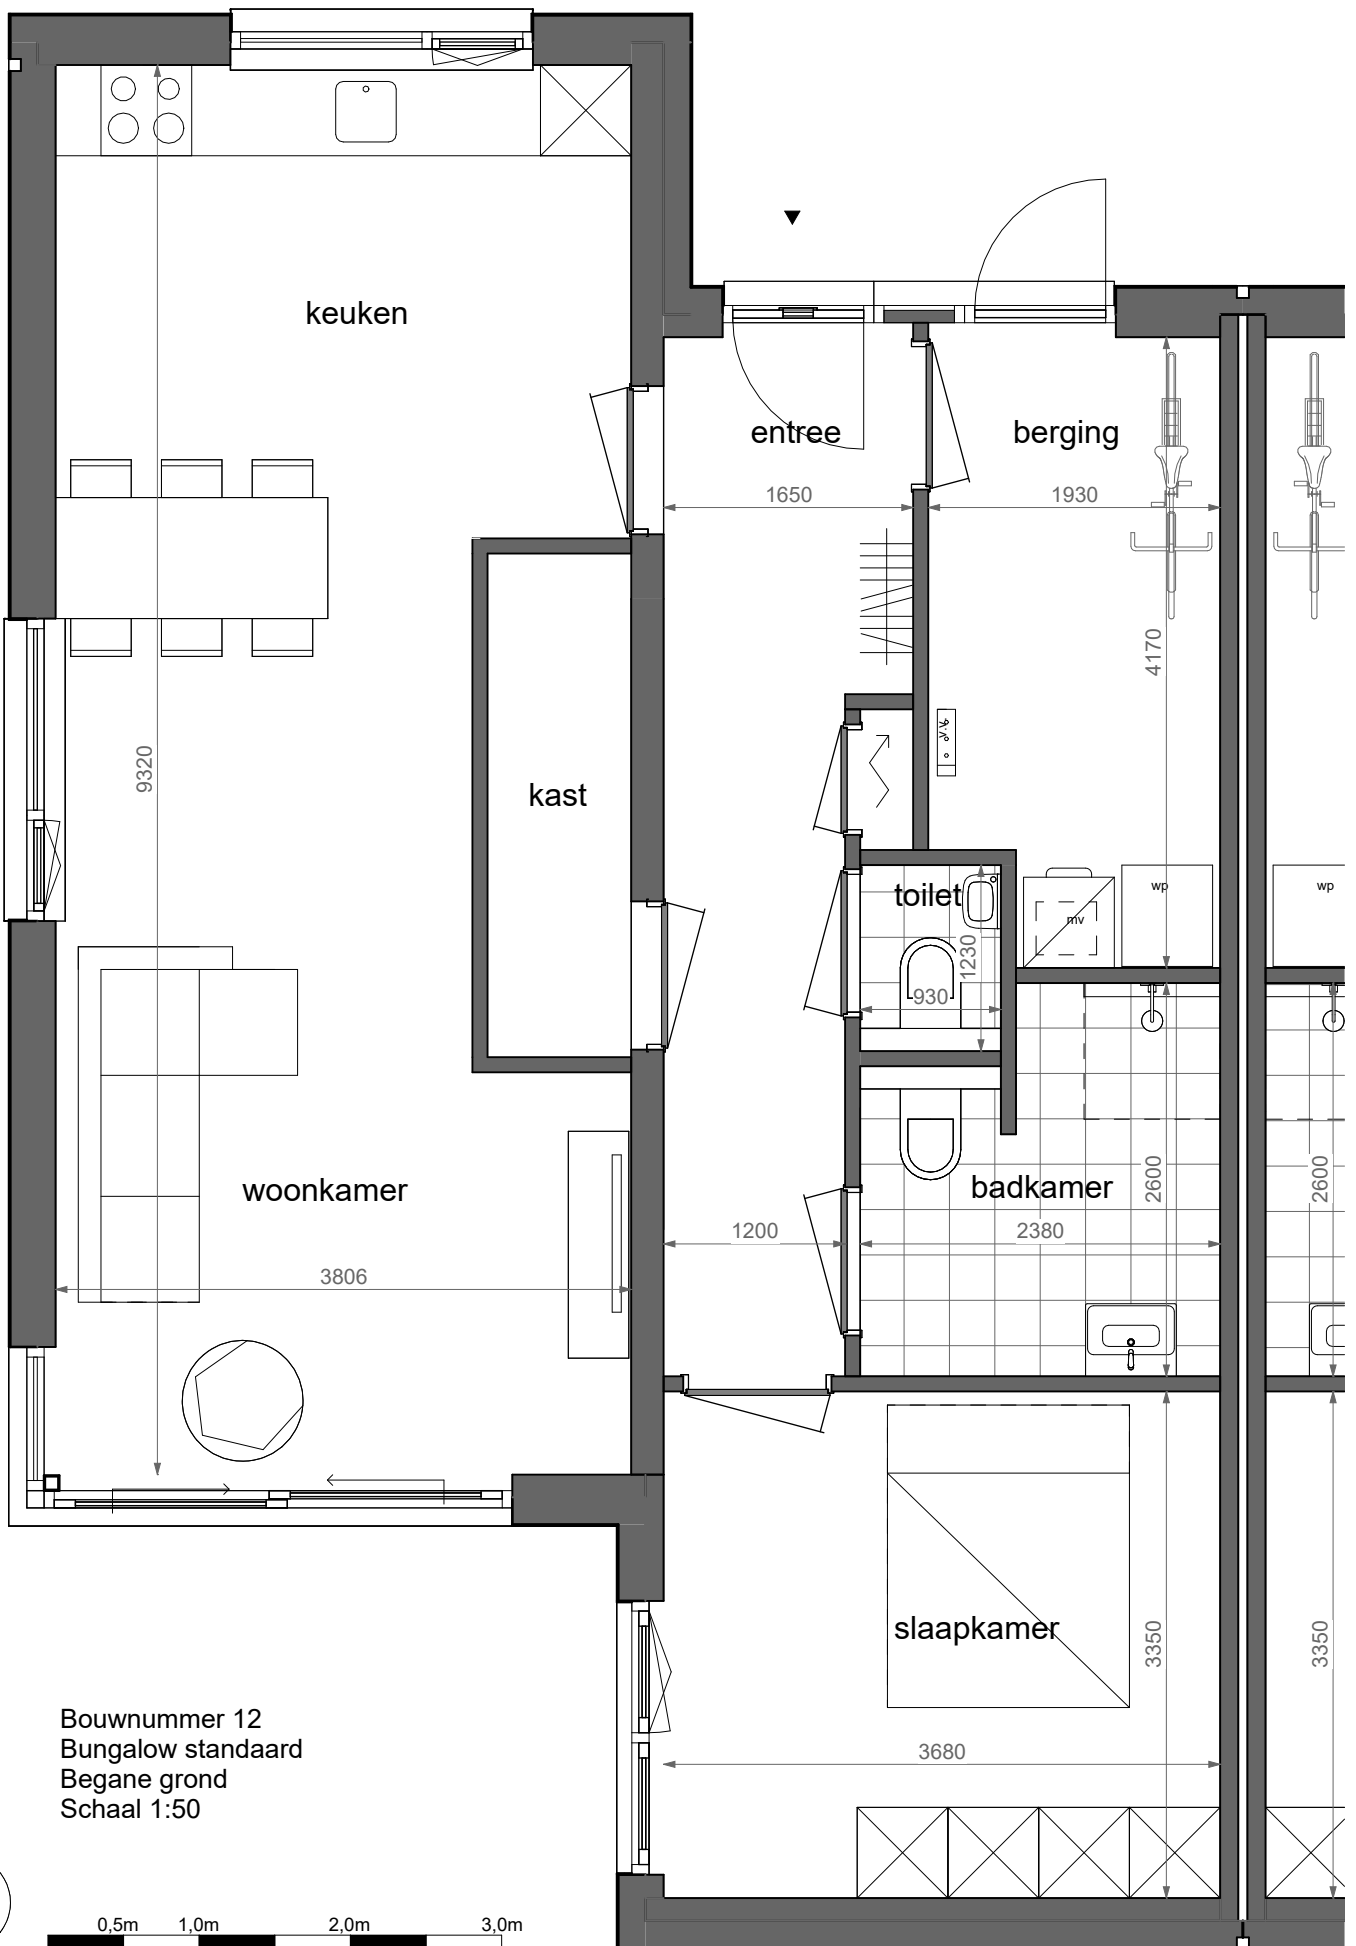 keuken
entree
berging
1650
1930
4170
9320
kast
v.v.
toilet
wp
wp
mv
1230
930
woonkamer
badkamer
2600
2600
1200
2380
3806
slaapkamer
3350
3350
3680
Bouwnummer 12
Bungalow standaard
Begane grond
Schaal 1:50
0,5m 1,0m 2,0m 3,0m